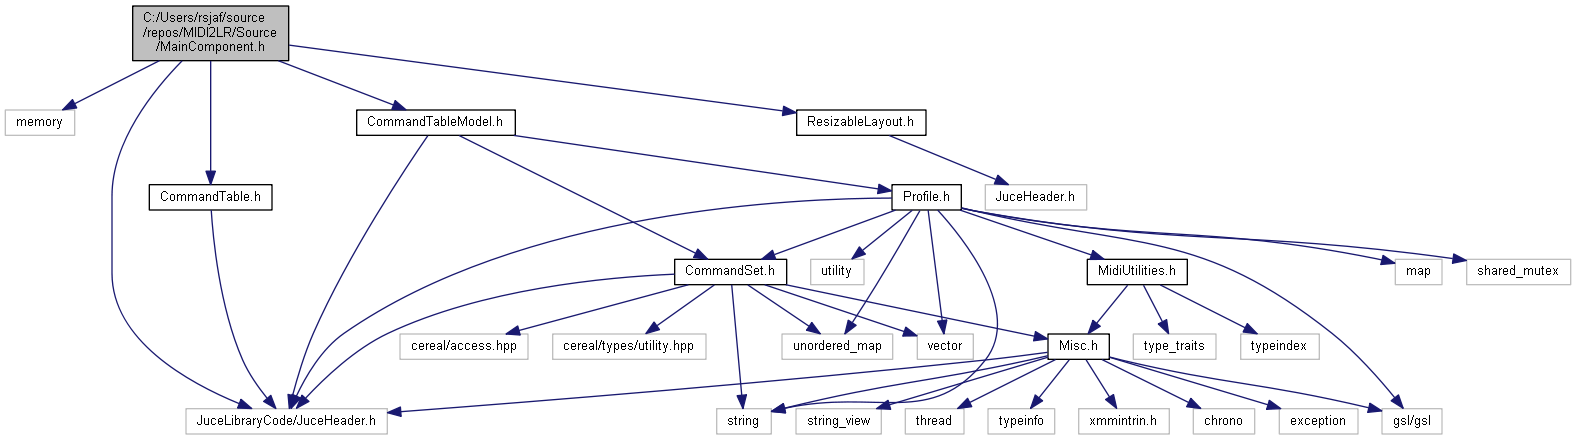 C:/Users/rsjaf/source
/repos/MIDI2LR/Source
/MainComponent.h
memory
CommandTableModel.h
ResizableLayout.h
CommandTable.h
Profile.h
JuceHeader.h
CommandSet.h
utility
MidiUtilities.h
map
shared_mutex
cereal/access.hpp
cereal/types/utility.hpp
unordered_map
vector
Misc.h
type_traits
typeindex
JuceLibraryCode/JuceHeader.h
string
string_view
thread
typeinfo
xmmintrin.h
chrono
exception
gsl/gsl